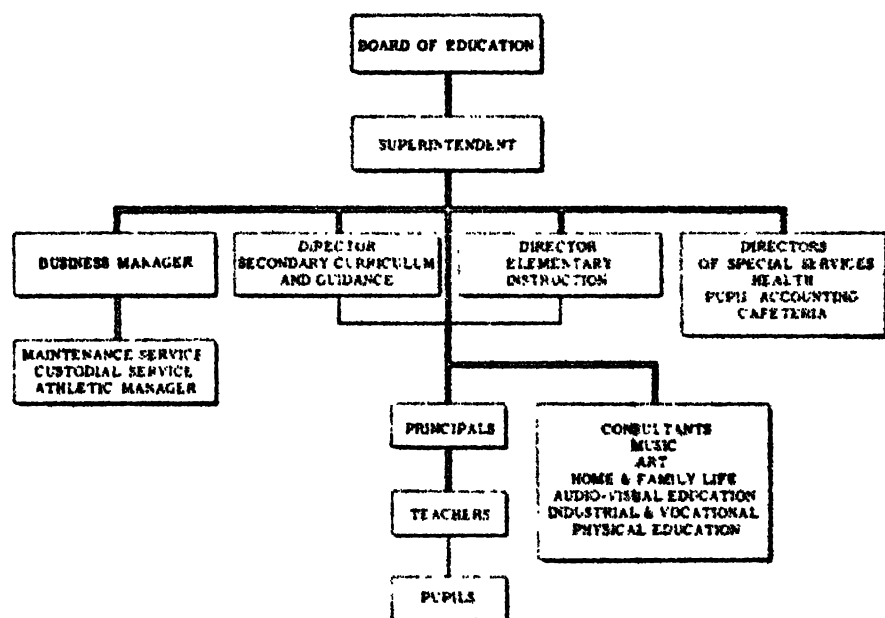 BOARD OF EDUCATION
SUPERINTENDENT
BUSINESS MANAGER
DIRECTOR
SECONDARY CURRICULUM
AND GUIDANCE
DIRECTOR
ELEMENTARY
INSTRUCTION
DIRECTORS
OF SPECIAL SERVICES
HEALTH
PUPIL ACCOUNTING
CAFETERIA
MAINTENANCE SERVICE
CUSTODIAL SERVICE
ATHLETIC MANAGER
PRINCIPALS
CONSULTANTS
MUSIC
ART
HOME & FAMILY LIFE
AUDIO-VISUAL EDUCATION
INDUSTRIAL & VOCATIONAL
PHYSICAL EDUCATION
TEACHERS
PUPILS